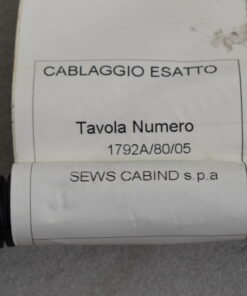 CABLAGGIO ESATTO
Tavola Numero
1792A/80/05
SEWS CABIND s.p.a